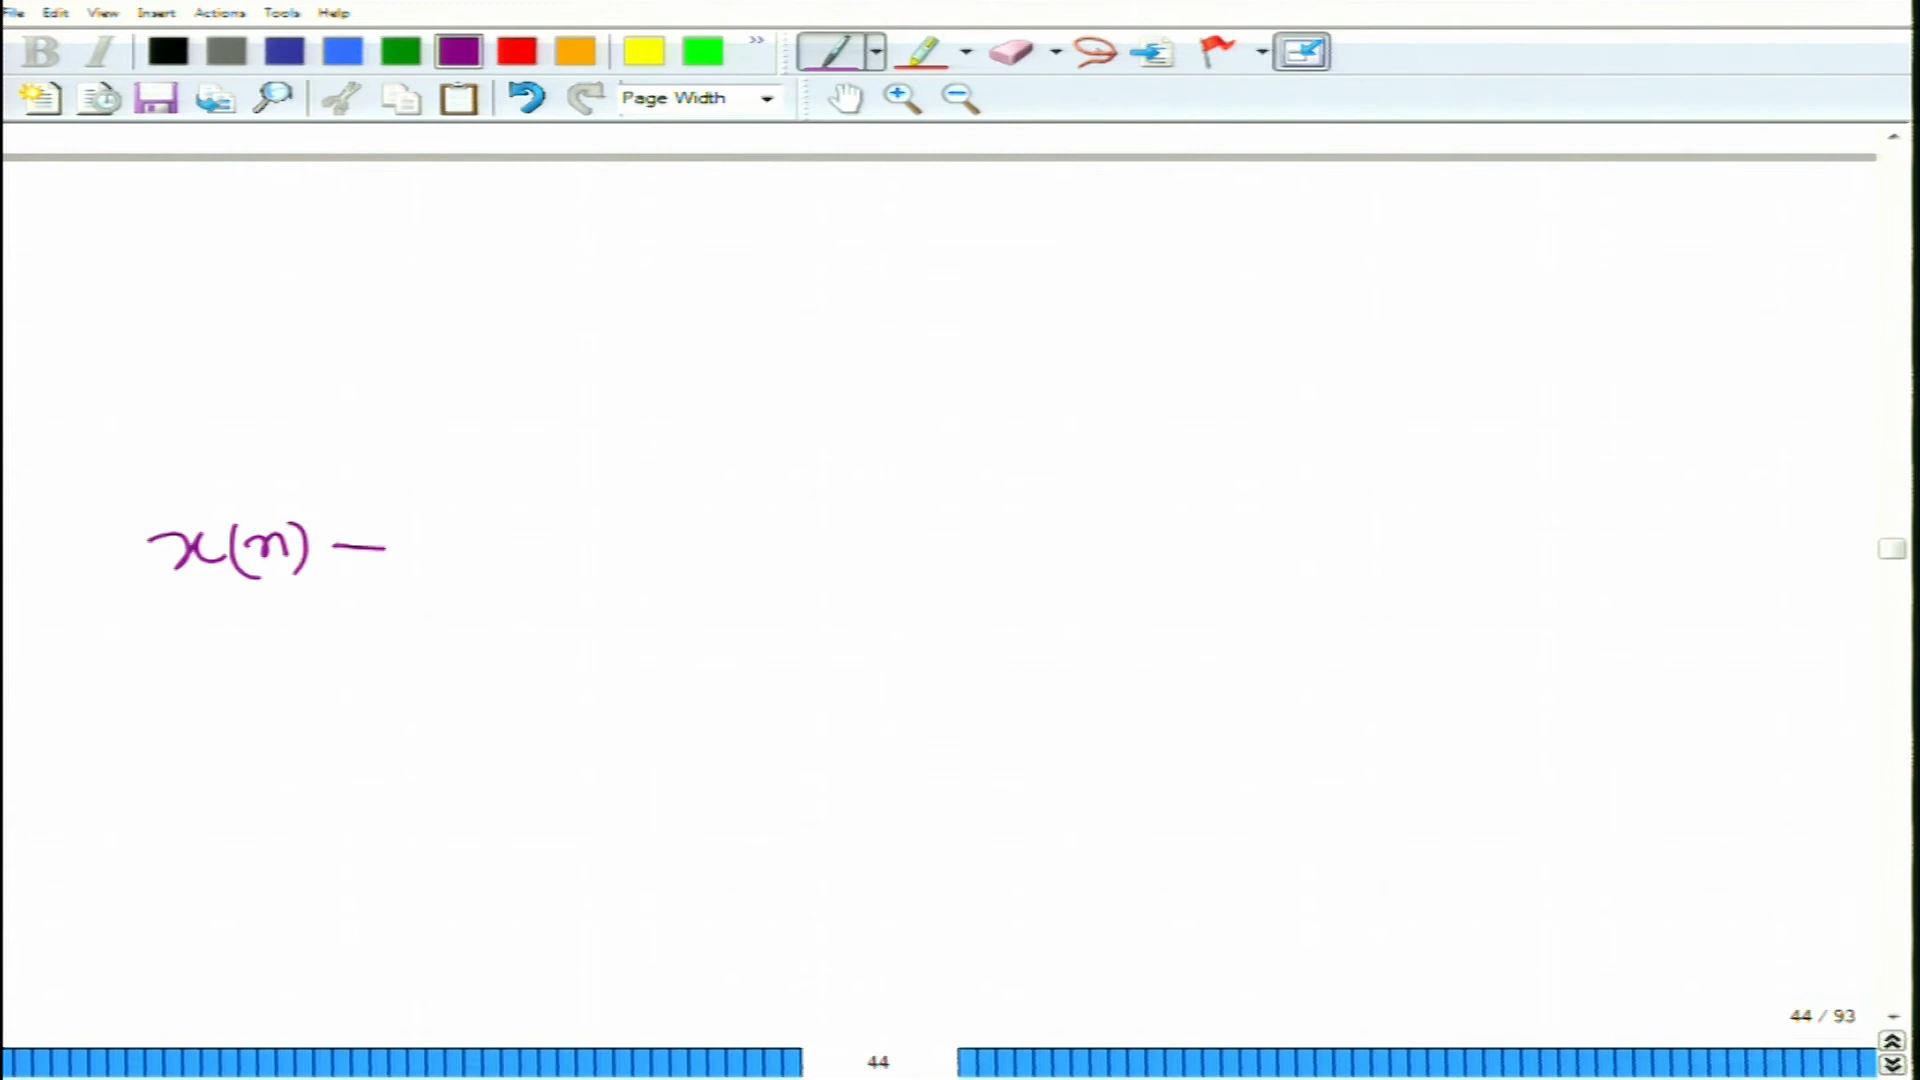 File Edit View Insert Actions Tools Help
B I
Page Width
x(n) —
44 / 93
44